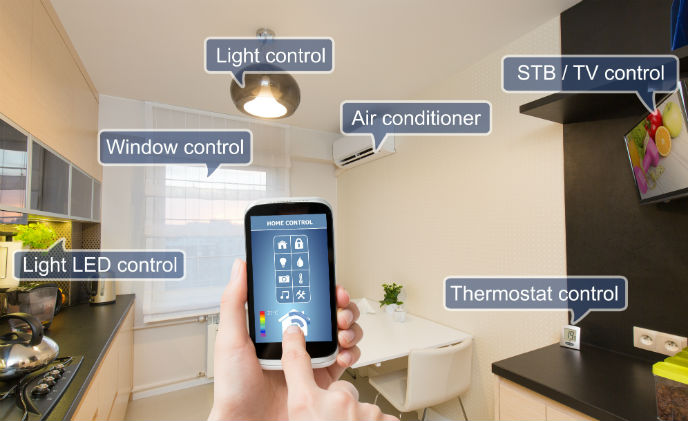 Light control
STB / TV control
Air conditioner
Window control
HOME CONTROL
Light LED control
Thermostat control